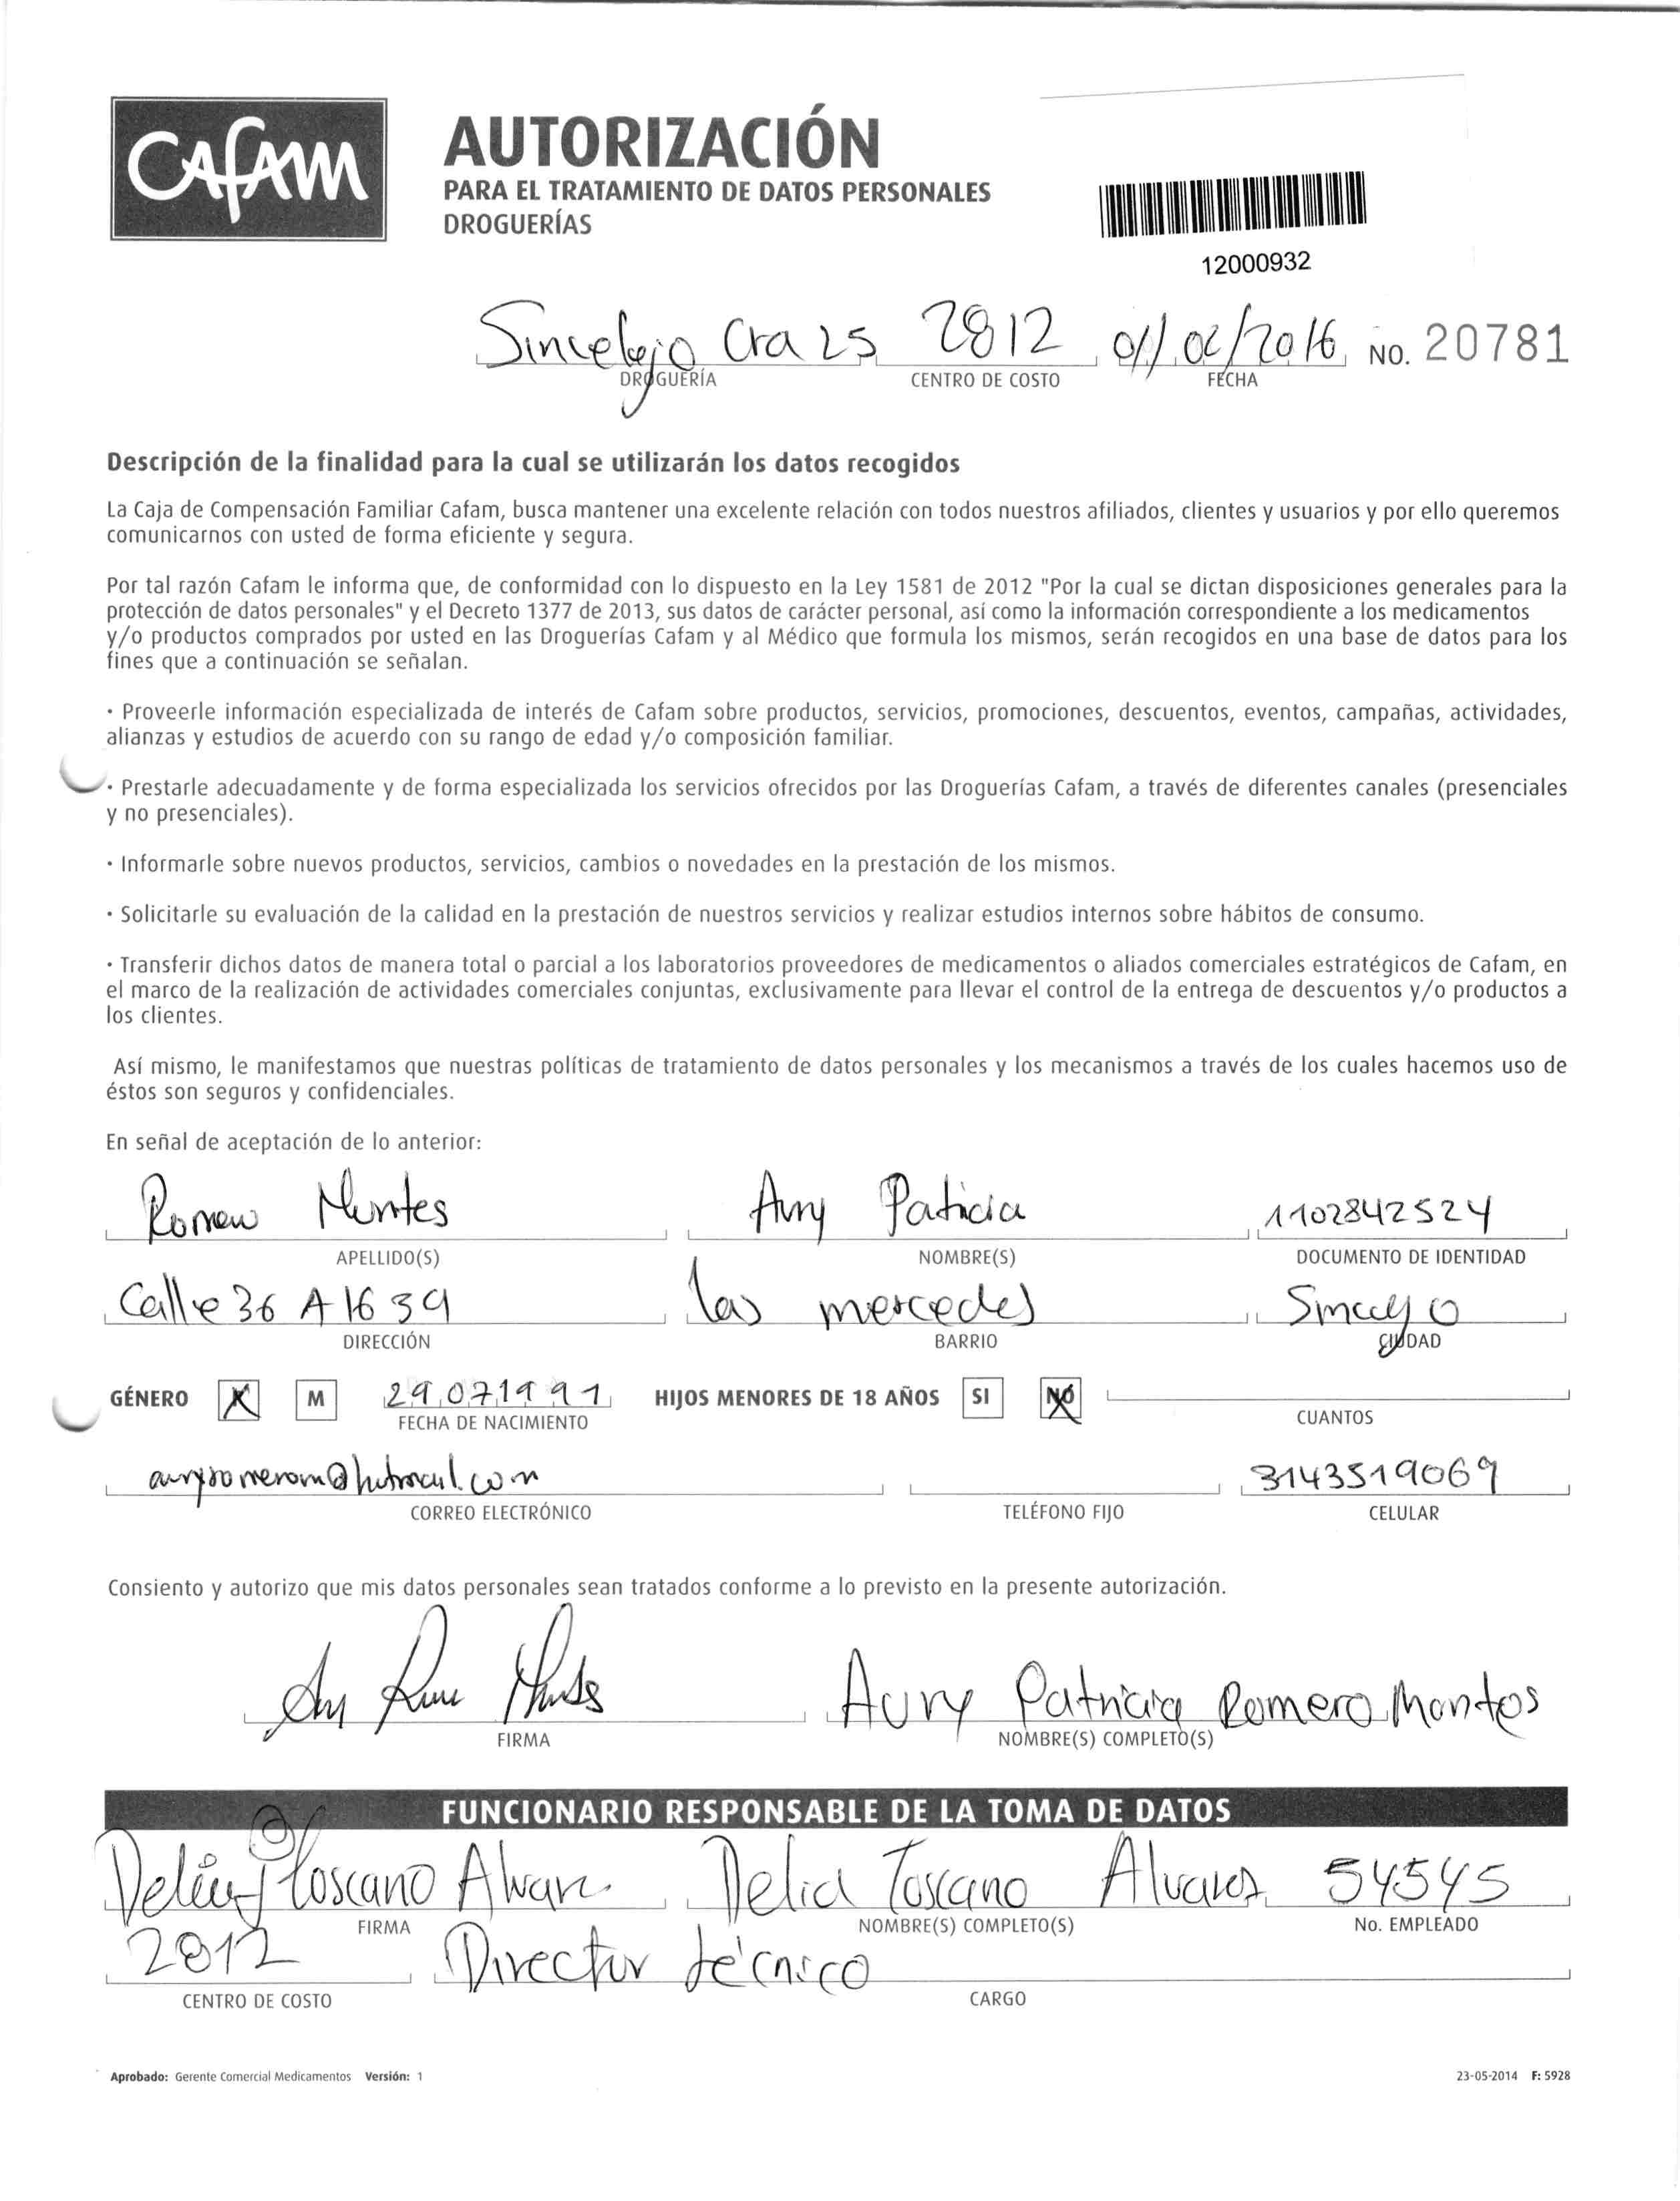 CAFAM
AUTORIZACIÓN
PARA EL TRATAMIENTO DE DATOS PERSONALES
DROGUERÍAS
12000932
Sincelejo Cra 25 2812 01/02/2016 NO. 20781
DROGUERÍA CENTRO DE COSTO FECHA
Descripción de la finalidad para la cual se utilizarán los datos recogidos
La Caja de Compensación Familiar Cafam, busca mantener una excelente relación con todos nuestros afiliados, clientes y usuarios y por ello queremos
comunicarnos con usted de forma eficiente y segura.
Por tal razón Cafam le informa que, de conformidad con lo dispuesto en la Ley 1581 de 2012 "Por la cual se dictan disposiciones generales para la
protección de datos personales" y el Decreto 1377 de 2013, sus datos de carácter personal, así como la información correspondiente a los medicamentos
y/o productos comprados por usted en las Droguerías Cafam y al Médico que formula los mismos, serán recogidos en una base de datos para los
fines que a continuación se señalan.
· Proveerle información especializada de interés de Cafam sobre productos, servicios, promociones, descuentos, eventos, campañas, actividades,
alianzas y estudios de acuerdo con su rango de edad y/o composición familiar.
· Prestarle adecuadamente y de forma especializada los servicios ofrecidos por las Droguerías Cafam, a través de diferentes canales (presenciales
y no presenciales).
· Informarle sobre nuevos productos, servicios, cambios o novedades en la prestación de los mismos.
· Solicitarle su evaluación de la calidad en la prestación de nuestros servicios y realizar estudios internos sobre hábitos de consumo.
· Transferir dichos datos de manera total o parcial a los laboratorios proveedores de medicamentos o aliados comerciales estratégicos de Cafam, en
el marco de la realización de actividades comerciales conjuntas, exclusivamente para llevar el control de la entrega de descuentos y/o productos a
los clientes.
Así mismo, le manifestamos que nuestras políticas de tratamiento de datos personales y los mecanismos a través de los cuales hacemos uso de
éstos son seguros y confidenciales.
En señal de aceptación de lo anterior:
Romero Montes Aury Patricia 1102842524
APELLIDO(S) NOMBRE(S) DOCUMENTO DE IDENTIDAD
Calle 36 A 16 39 las mercedes Sincelejo
DIRECCIÓN BARRIO CIUDAD
GÉNERO X M 29071991 HIJOS MENORES DE 18 AÑOS SI NO
FECHA DE NACIMIENTO CUANTOS
auryromerom@hotmail.com 3143519069
CORREO ELECTRÓNICO TELÉFONO FIJO CELULAR
Consiento y autorizo que mis datos personales sean tratados conforme a lo previsto en la presente autorización.
Aury Patricia Romero Montes
FIRMA NOMBRE(S) COMPLETO(S)
FUNCIONARIO RESPONSABLE DE LA TOMA DE DATOS
Toscano Delia Toscano Alvarez 54545
FIRMA NOMBRE(S) COMPLETO(S) No. EMPLEADO
2812 Director técnico
CENTRO DE COSTO CARGO
Aprobado: Gerente Comercial Medicamentos Versión: 1 23-05-2014 F: 5928